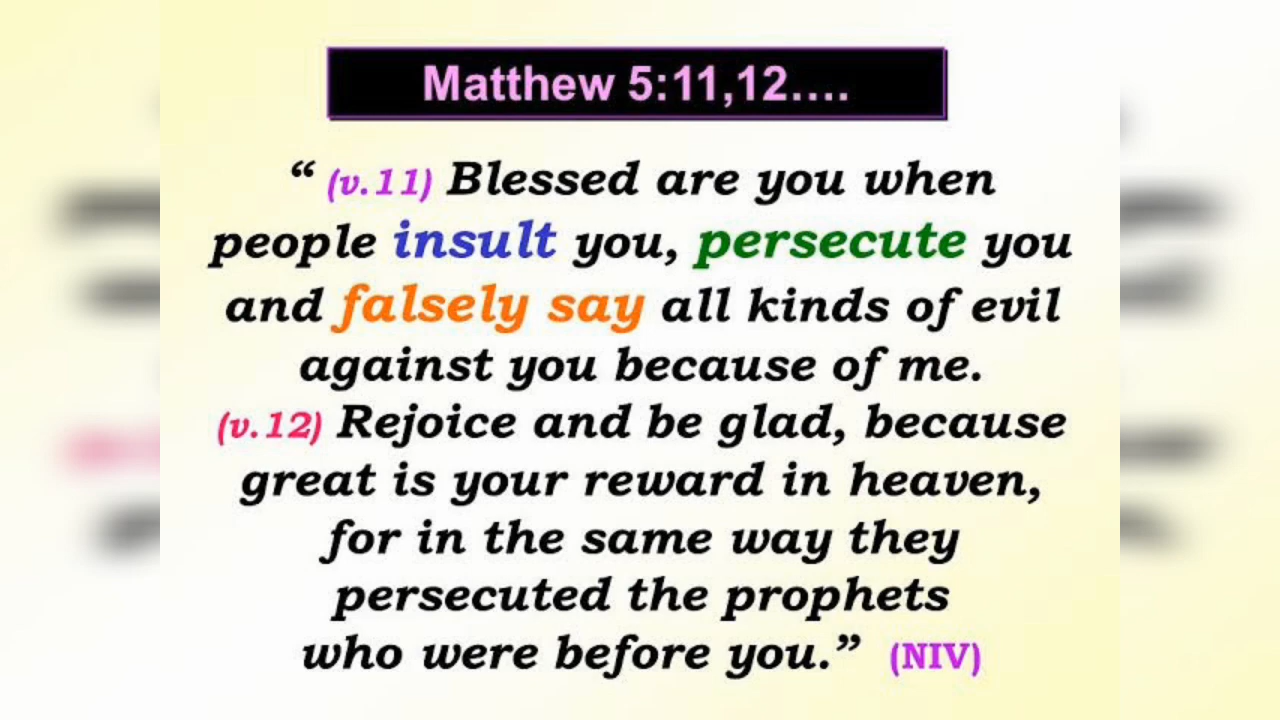 Matthew 5:11,12....
“ (v.11) Blessed are you when
people insult you, persecute you
and falsely say all kinds of evil
against you because of me.
(v.12) Rejoice and be glad, because
great is your reward in heaven,
for in the same way they
persecuted the prophets
who were before you.” (NIV)